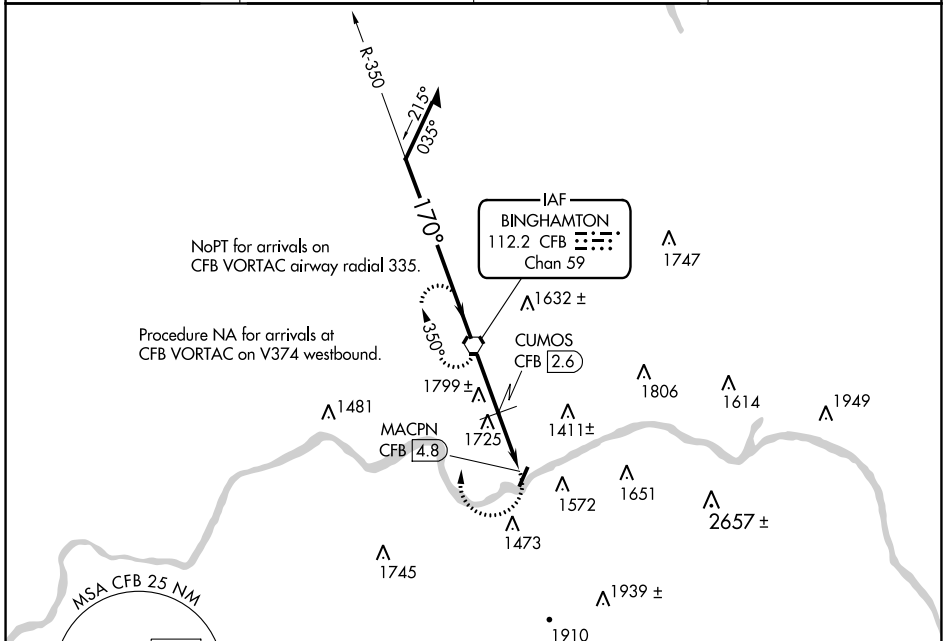 R-350
215°
035°
170°
IAF
BINGHAMTON
112.2 CFB
Chan 59
1747
NoPT for arrivals on
CFB VORTAC airway radial 335.
1632 ±
350°
Procedure NA for arrivals at
CFB VORTAC on V374 westbound.
CUMOS
CFB 2.6
1799 ±
1806
1614
1481
1949
1725
1411±
MACPN
CFB 4.8
1572
1651
2657 ±
1473
1745
MSA CFB 25 NM
1939 ±
1910